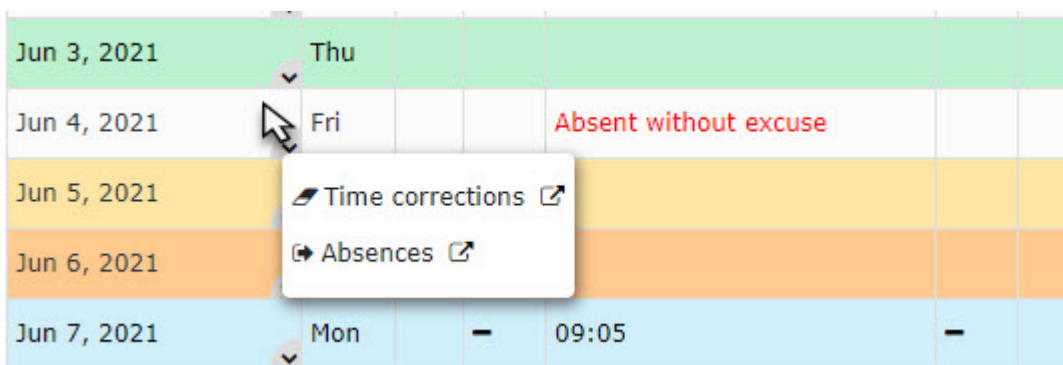 Jun 3, 2021 Thu
Jun 4, 2021 Fri Absent without excuse
Jun 5, 2021
Time corrections
Jun 6, 2021
Absences
Jun 7, 2021 Mon – 09:05 –